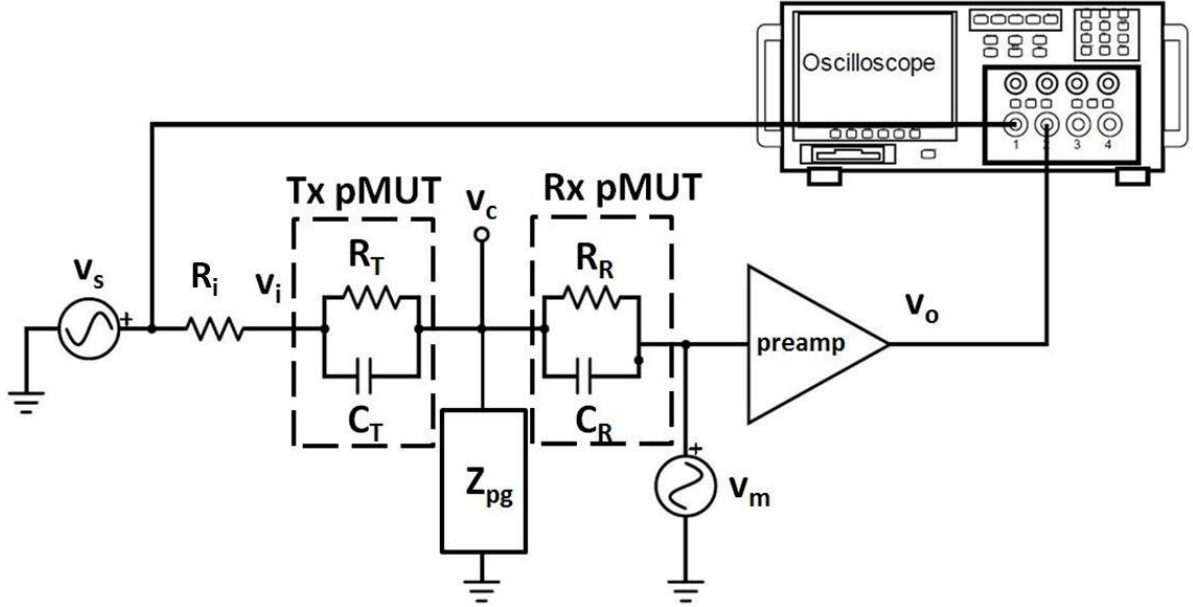 Oscilloscope
1 2 3 4
Tx pMUT
Rx pMUT
vc
RT
RR
vs
Ri
vi
preamp
vo
CT
CR
Zpg
vm
+
+